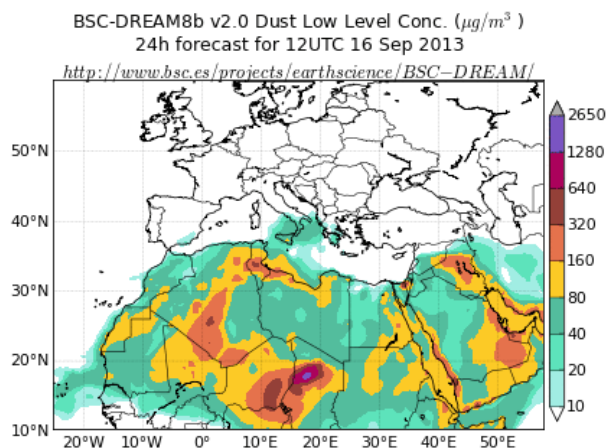 BSC-DREAM8b v2.0 Dust Low Level Conc. (μg/m³ )
24h forecast for 12UTC 16 Sep 2013
http://www.bsc.es/projects/earthscience/BSC−DREAM/
2650
1280
640
320
160
80
40
20
10
50°N
40°N
30°N
20°N
10°N
20°W 10°W 0° 10°E 20°E 30°E 40°E 50°E